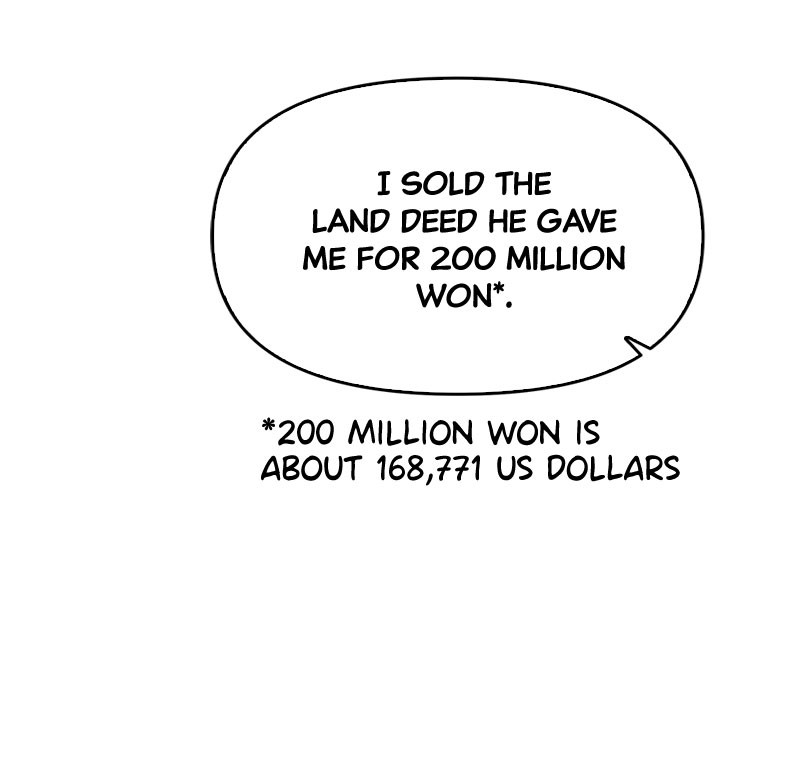 I SOLD THE
LAND DEED HE GAVE
ME FOR 200 MILLION
WON*.
*200 MILLION WON IS
ABOUT 168,771 US DOLLARS